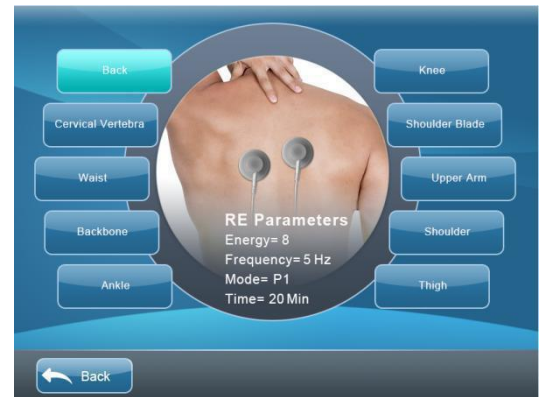 Back
Cervical Vertebra
Waist
Backbone
Ankle
Knee
Shoulder Blade
Upper Arm
Shoulder
Thigh
RE Parameters
Energy= 8
Frequency= 5 Hz
Mode= P1
Time= 20 Min
Back